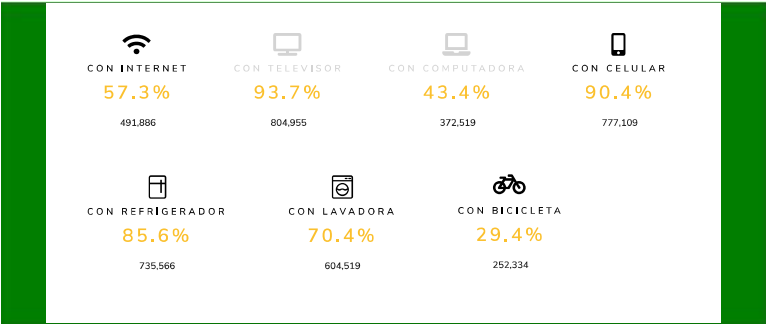 CON INTERNET
57.3%
491,886
CON TELEVISOR
93.7%
804,955
CON COMPUTADORA
43.4%
372,519
CON CELULAR
90.4%
777,109
CON REFRIGERADOR
85.6%
735,566
CON LAVADORA
70.4%
604,519
CON BICICLETA
29.4%
252,334